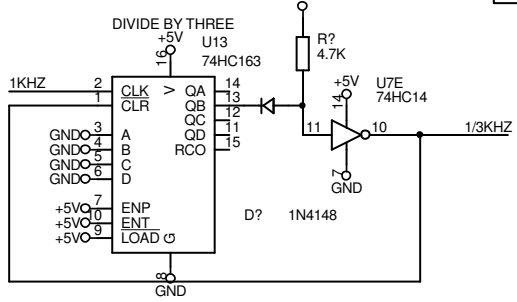 DIVIDE BY THREE
+5V
U13
74HC163
R?
4.7K
16
V
1KHZ
2
CLK
1
CLR
GND
3
A
GND
4
B
GND
5
C
GND
6
D
+5V
7
ENP
+5V
10
ENT
+5V
9
LOAD
G
8
GND
QA
14
QB
13
QC
12
QD
11
RCO
15
D?
1N4148
+5V
14
U7E
74HC14
11
10
7
GND
1/3KHZ